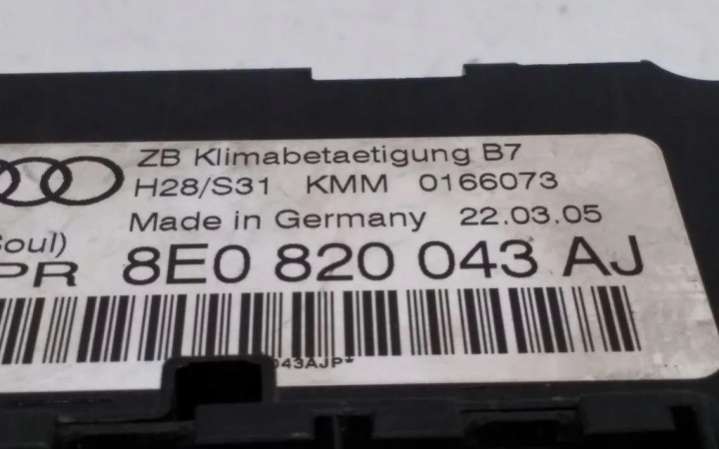 ZB Klimabetaetigung B7
H28/S31 KMM 0166073
Made in Germany 22.03.05
Soul)
PR 8E0 820 043 AJ
043AJP*